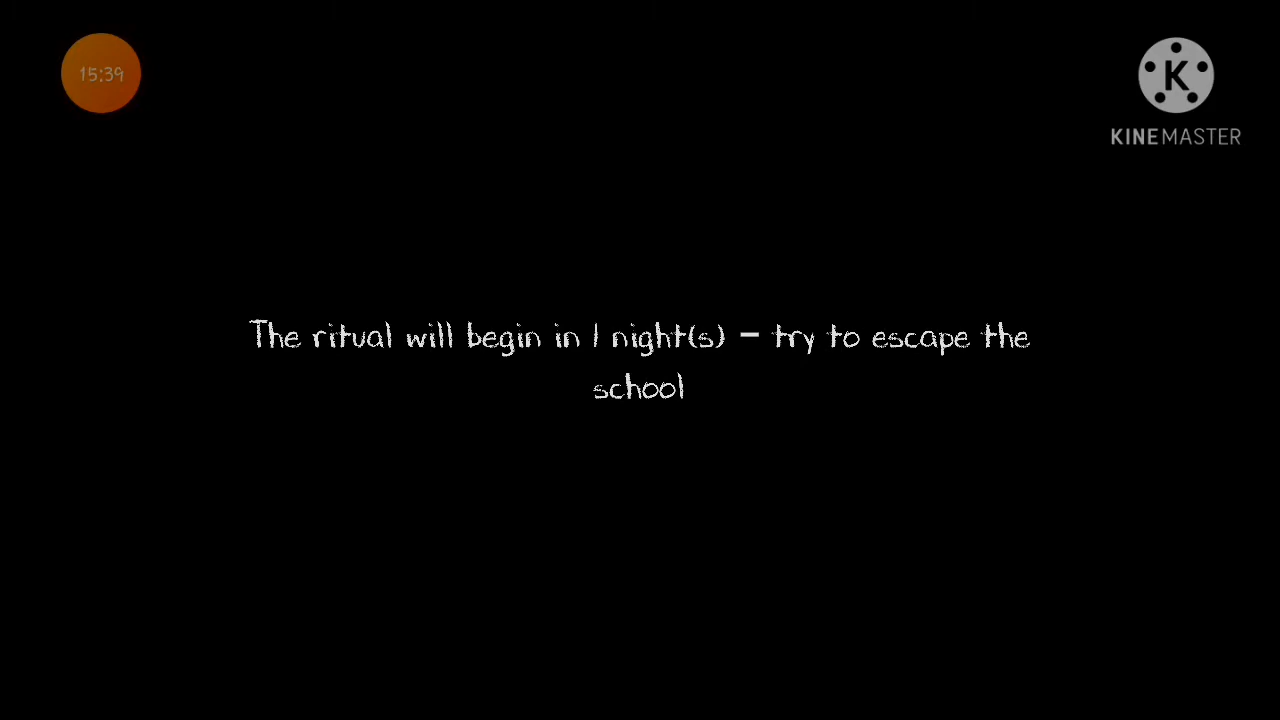 15:39
K
KINEMASTER
The ritual will begin in 1 night(s) - try to escape the
school